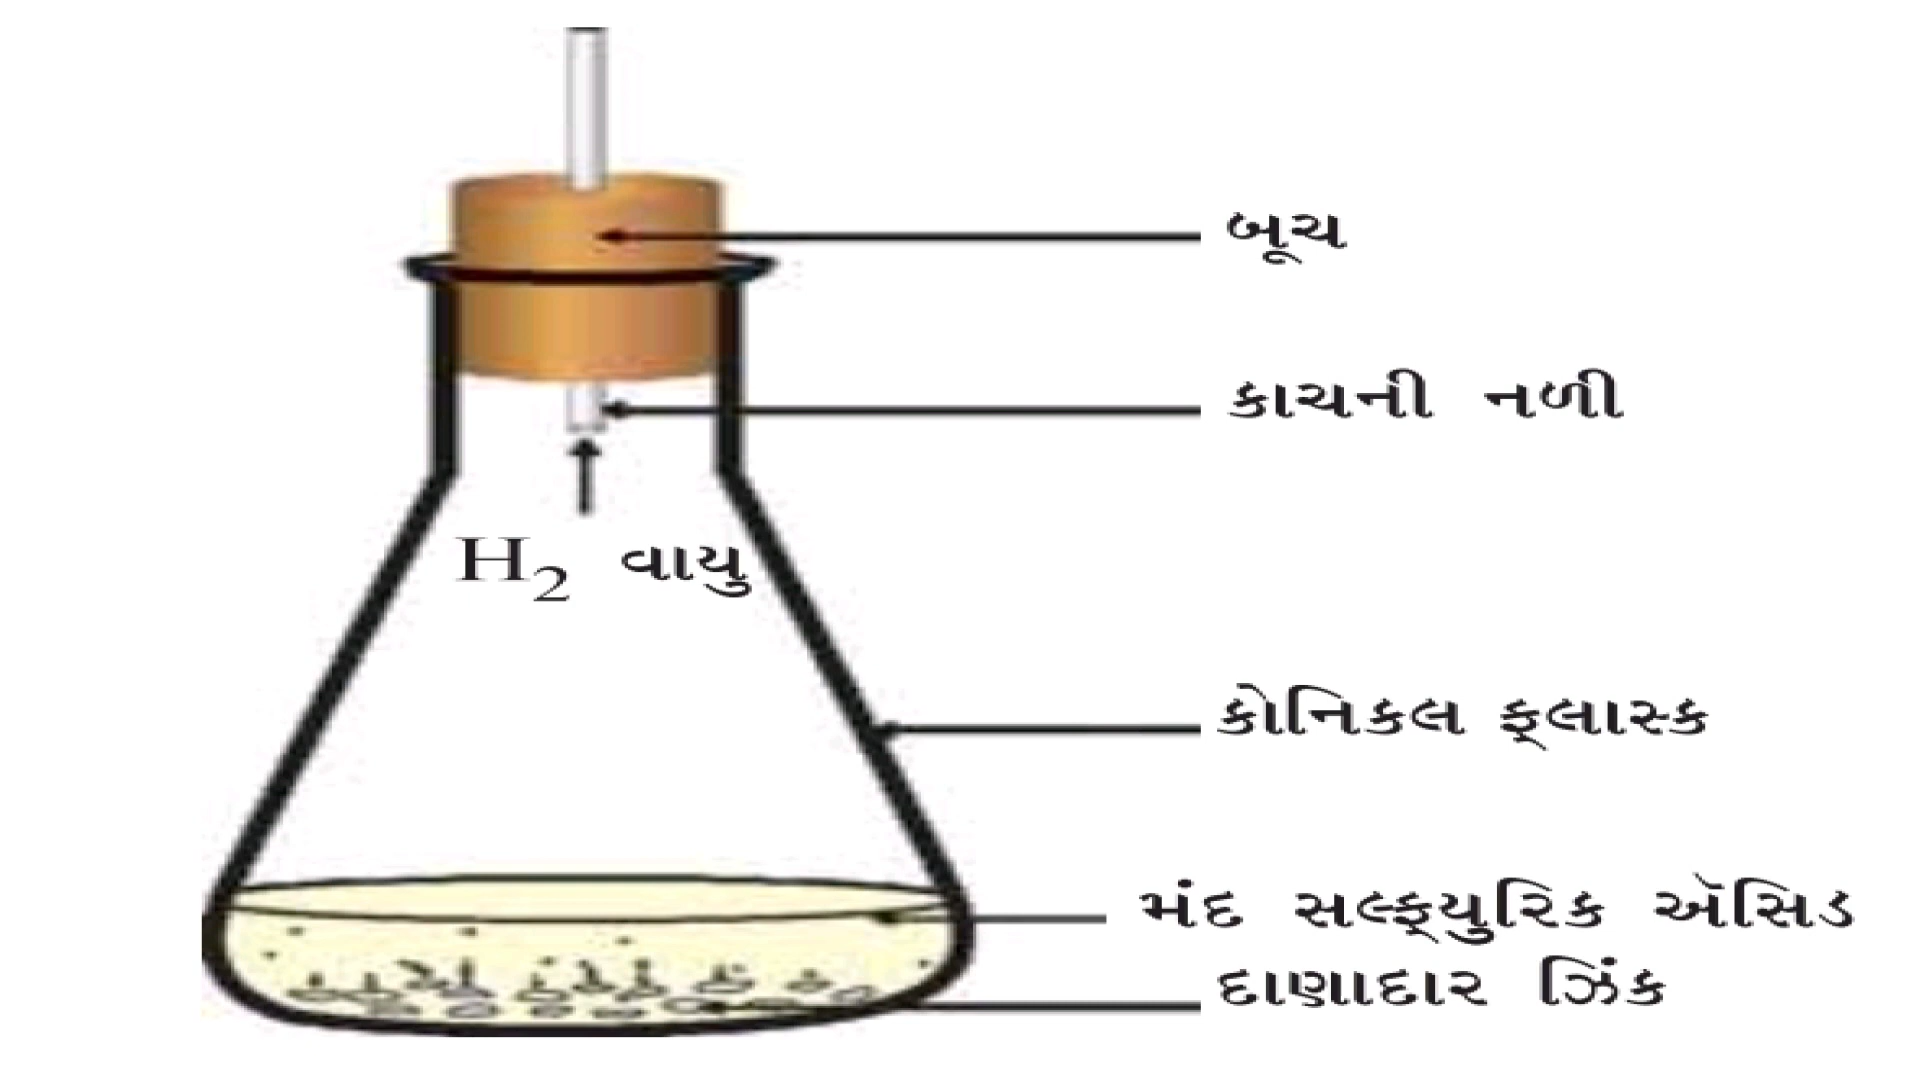 બૂચ
કાચની નળી
H₂ વાયુ
કોનિકલ ફ્લાસ્ક
મંદ સલ્ફ્યુરિક ઍસિડ
દાણાદાર ઝિંક